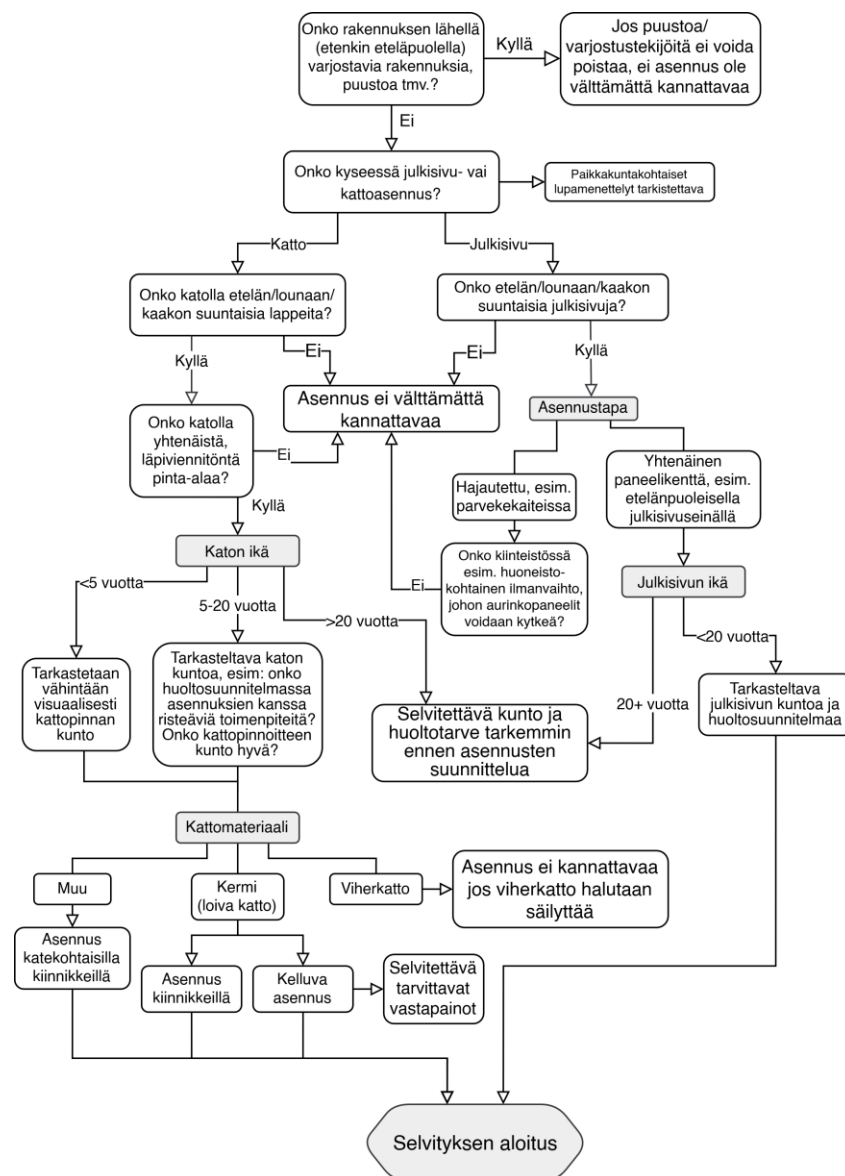 Onko rakennuksen lähellä
(etenkin eteläpuolella)
varjostavia rakennuksia,
puustoa tmv.?
Kyllä
Jos puustoa/
varjostustekijöitä ei voida
poistaa, ei asennus ole
välttämättä kannattavaa
Ei
Onko kyseessä julkisivu- vai
kattoasennus?
Paikkakuntakohtaiset
lupamenettelyt tarkistettava
Katto
Julkisivu
Onko katolla etelän/lounaan/
kaakon suuntaisia lappeita?
Onko etelän/lounaan/kaakon
suuntaisia julkisivuja?
Kyllä
Ei
Ei
Kyllä
Asennus ei välttämättä
kannattavaa
Asennustapa
Onko katolla
yhtenäistä,
läpiviennitöntä
pinta-alaa?
Ei
Hajautettu, esim.
parvekekaiteissa
Yhtenäinen
paneelikenttä, esim.
etelänpuoleisella
julkisivuseinällä
Kyllä
Katon ikä
Onko kiinteistössä
esim. huoneisto-
kohtainen ilmanvaihto,
johon aurinkopaneelit
voidaan kytkeä?
Ei
Julkisivun ikä
<5 vuotta
5-20 vuotta
>20 vuotta
<20 vuotta
20+ vuotta
Tarkastetaan
vähintään
visuaalisesti
kattopinnan
kunto
Tarkasteltava katon
kuntoa, esim: onko
huoltosuunnitelmassa
asennuksien kanssa
risteäviä toimenpiteitä?
Onko kattopinnoitteen
kunto hyvä?
Selvitettävä kunto ja
huoltotarve tarkemmin
ennen asennusten
suunnittelua
Tarkasteltava
julkisivun kuntoa ja
huoltosuunnitelmaa
Kattomateriaali
Muu
Kermi
(loiva katto)
Viherkatto
Asennus ei kannattavaa
jos viherkatto halutaan
säilyttää
Asennus
katekohtaisilla
kiinnikkeillä
Asennus
kiinnikkeillä
Kelluva
asennus
Selvitettävä
tarvittavat
vastapainot
Selvityksen aloitus